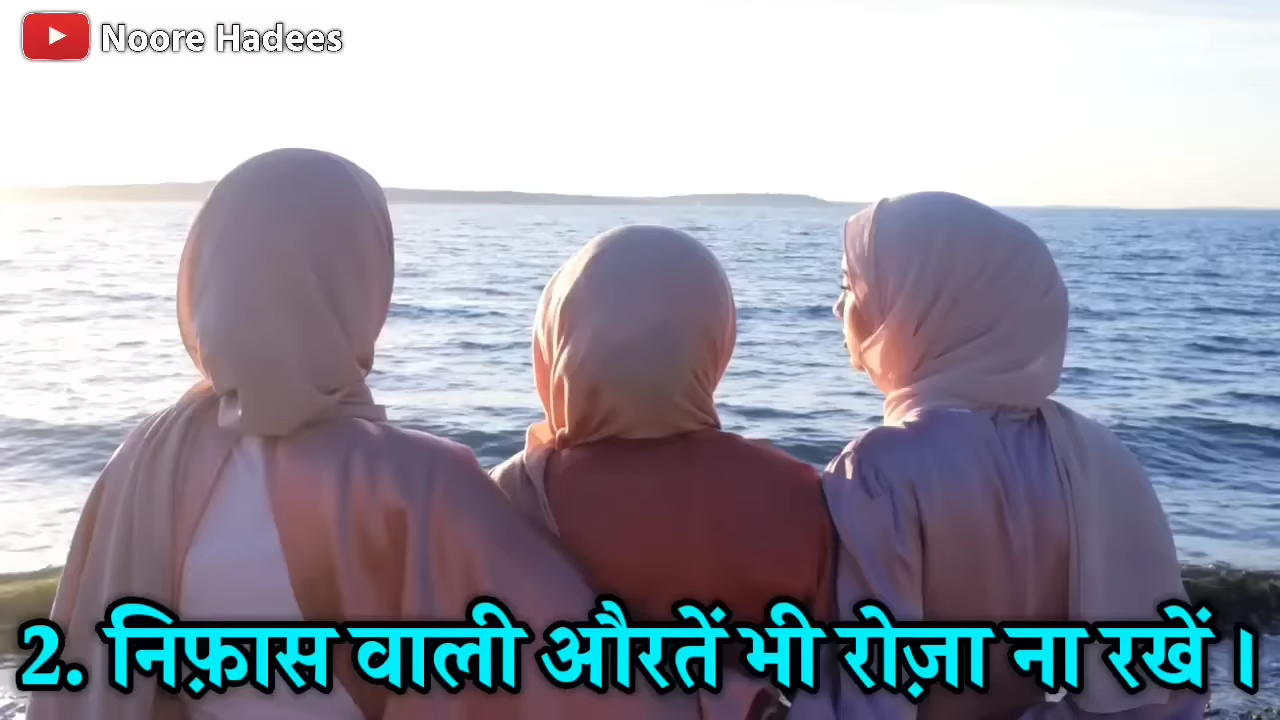 Noore Hadees
2. निफ़ास वाली औरतें भी रोज़ा ना रखें ।